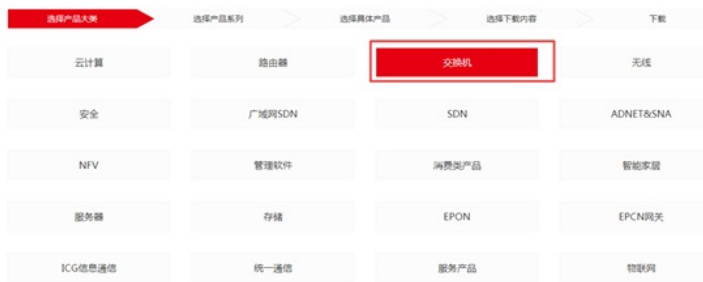 选择产品大类 选择产品系列 选择具体产品 选择下载内容 下载
云计算 路由器 交换机 无线
安全 广域网SDN SDN ADNET&SNA
NFV 管理软件 消费类产品 智能家居
服务器 存储 EPON EPCN网关
ICG信息通信 统一通信 服务产品 物联网